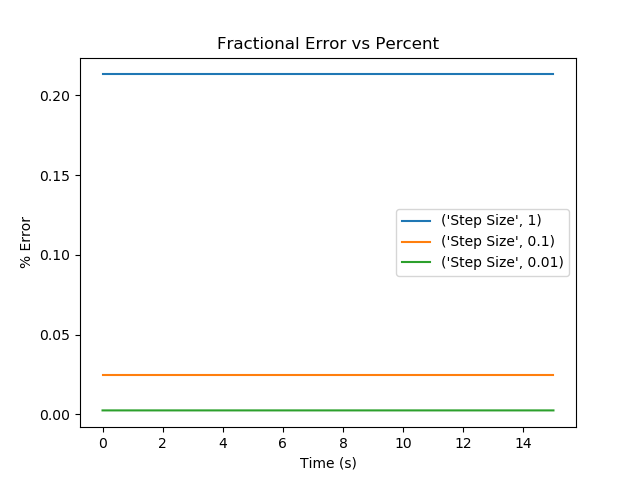 Fractional Error vs Percent
% Error
0.20
0.15
0.10
0.05
0.00
('Step Size', 1)
('Step Size', 0.1)
('Step Size', 0.01)
0 2 4 6 8 10 12 14
Time (s)